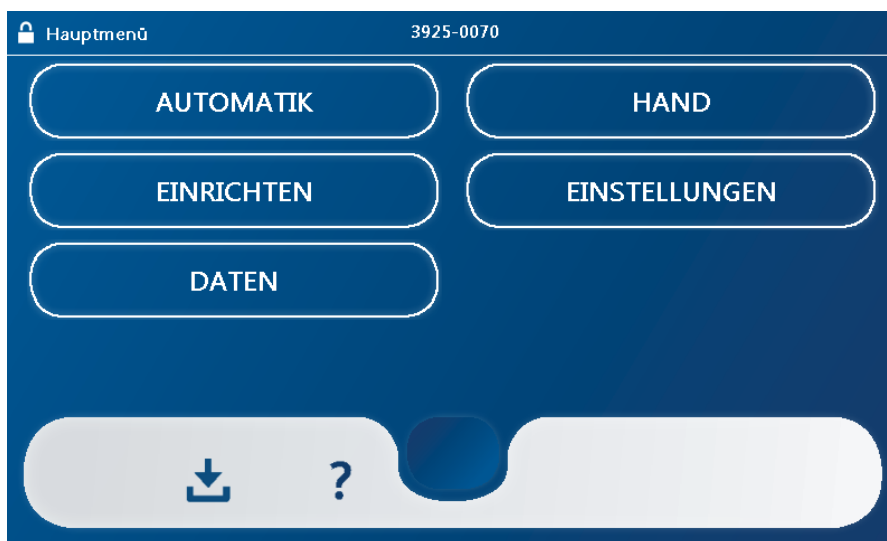 Hauptmenü 3925-0070
AUTOMATIK HAND
EINRICHTEN EINSTELLUNGEN
DATEN
?